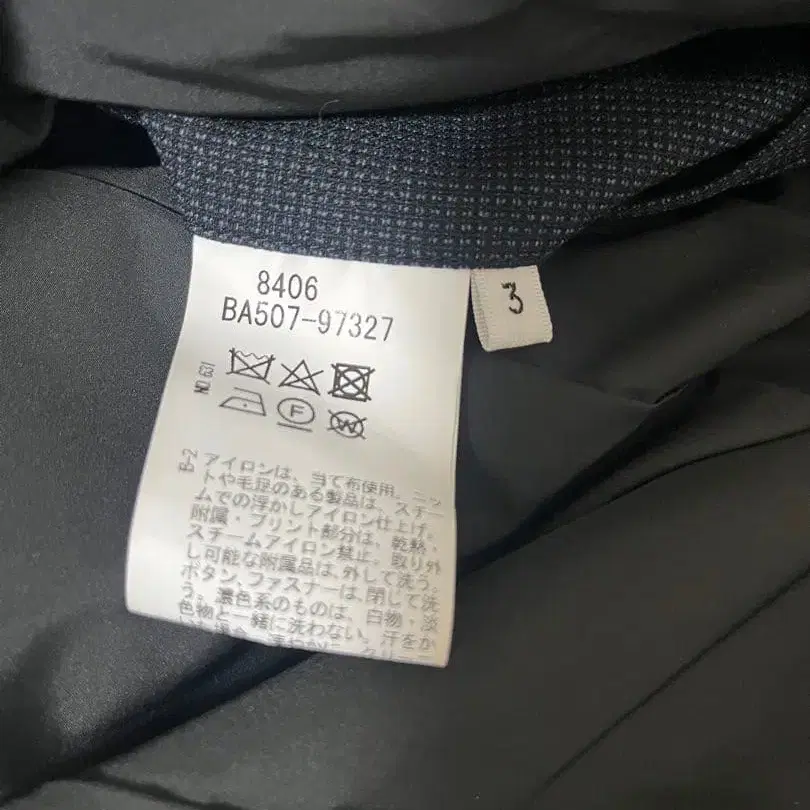 8406
BA507-97327
3
NO.631
F
W
B-2
アイロンは、当て布使用。ニッ
トや毛足のある製品は、スチー
ムでの浮かしアイロン仕上げ。
附属・プリント部分は、乾熱・
スチームアイロン禁止。取り外
し可能な附属品は、外して洗う。
ボタン、ファスナーは、閉じて洗
う。濃色系のものは、白物・淡
色物と一緒に洗わない。汗をか
いた場合